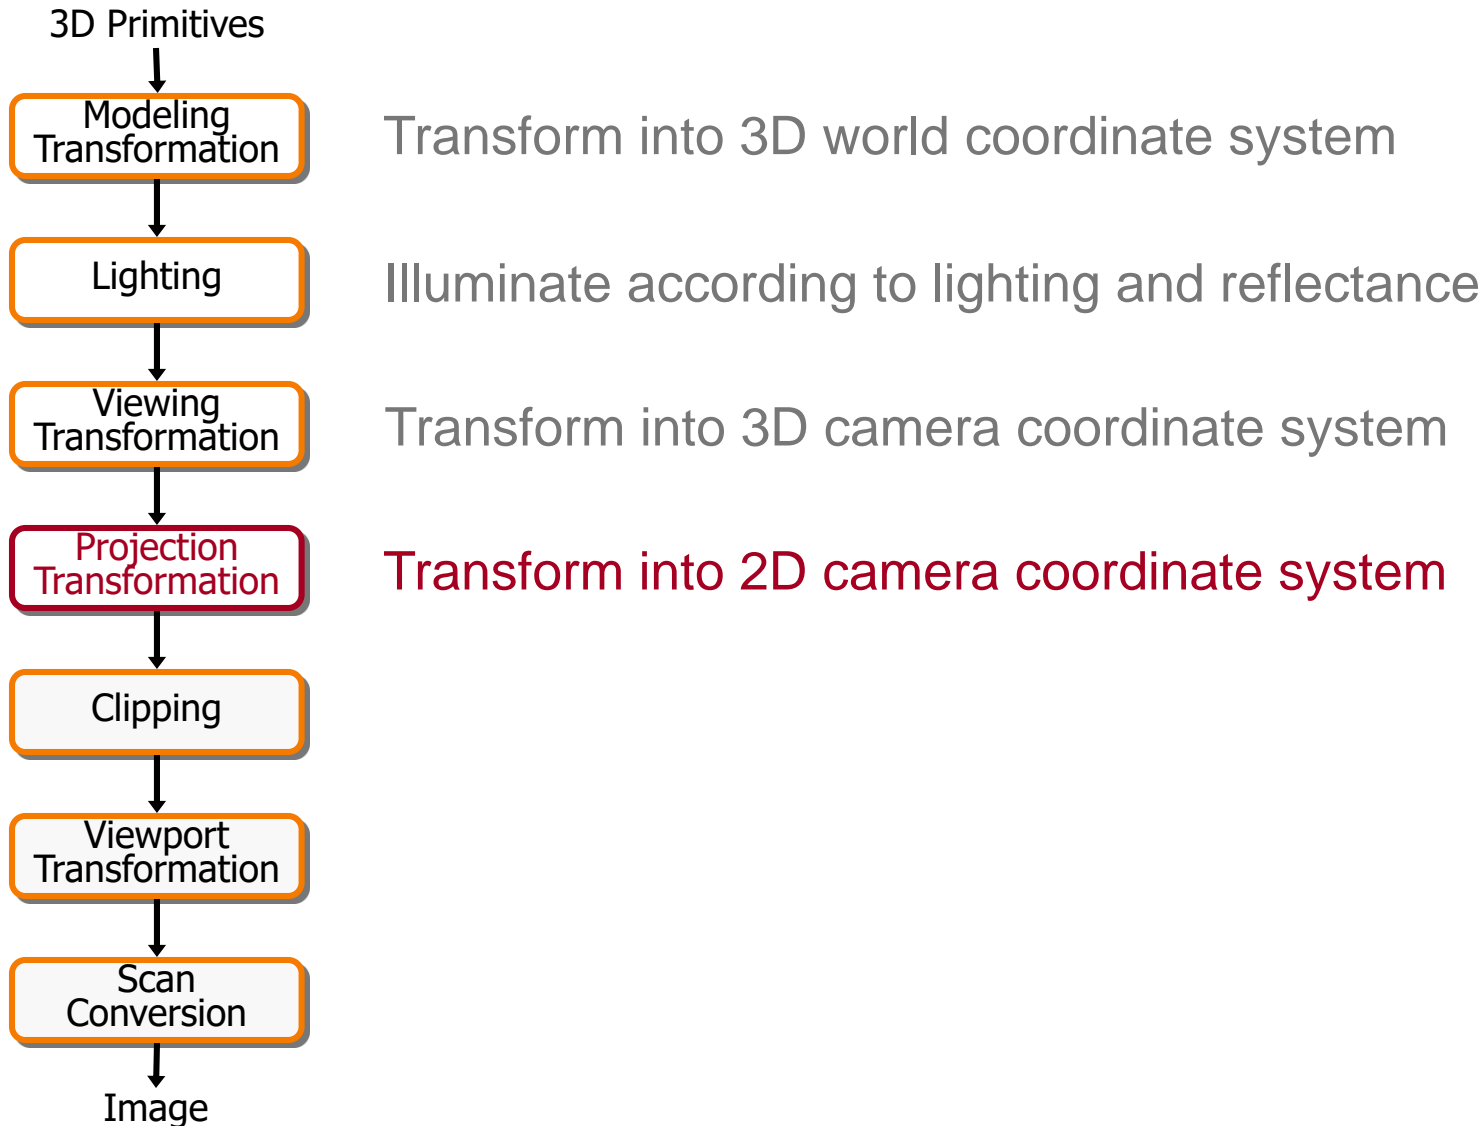 3D Primitives
Modeling
Transformation
Transform into 3D world coordinate system
Lighting
Illuminate according to lighting and reflectance
Viewing
Transformation
Transform into 3D camera coordinate system
Projection
Transformation
Transform into 2D camera coordinate system
Clipping
Viewport
Transformation
Scan
Conversion
Image